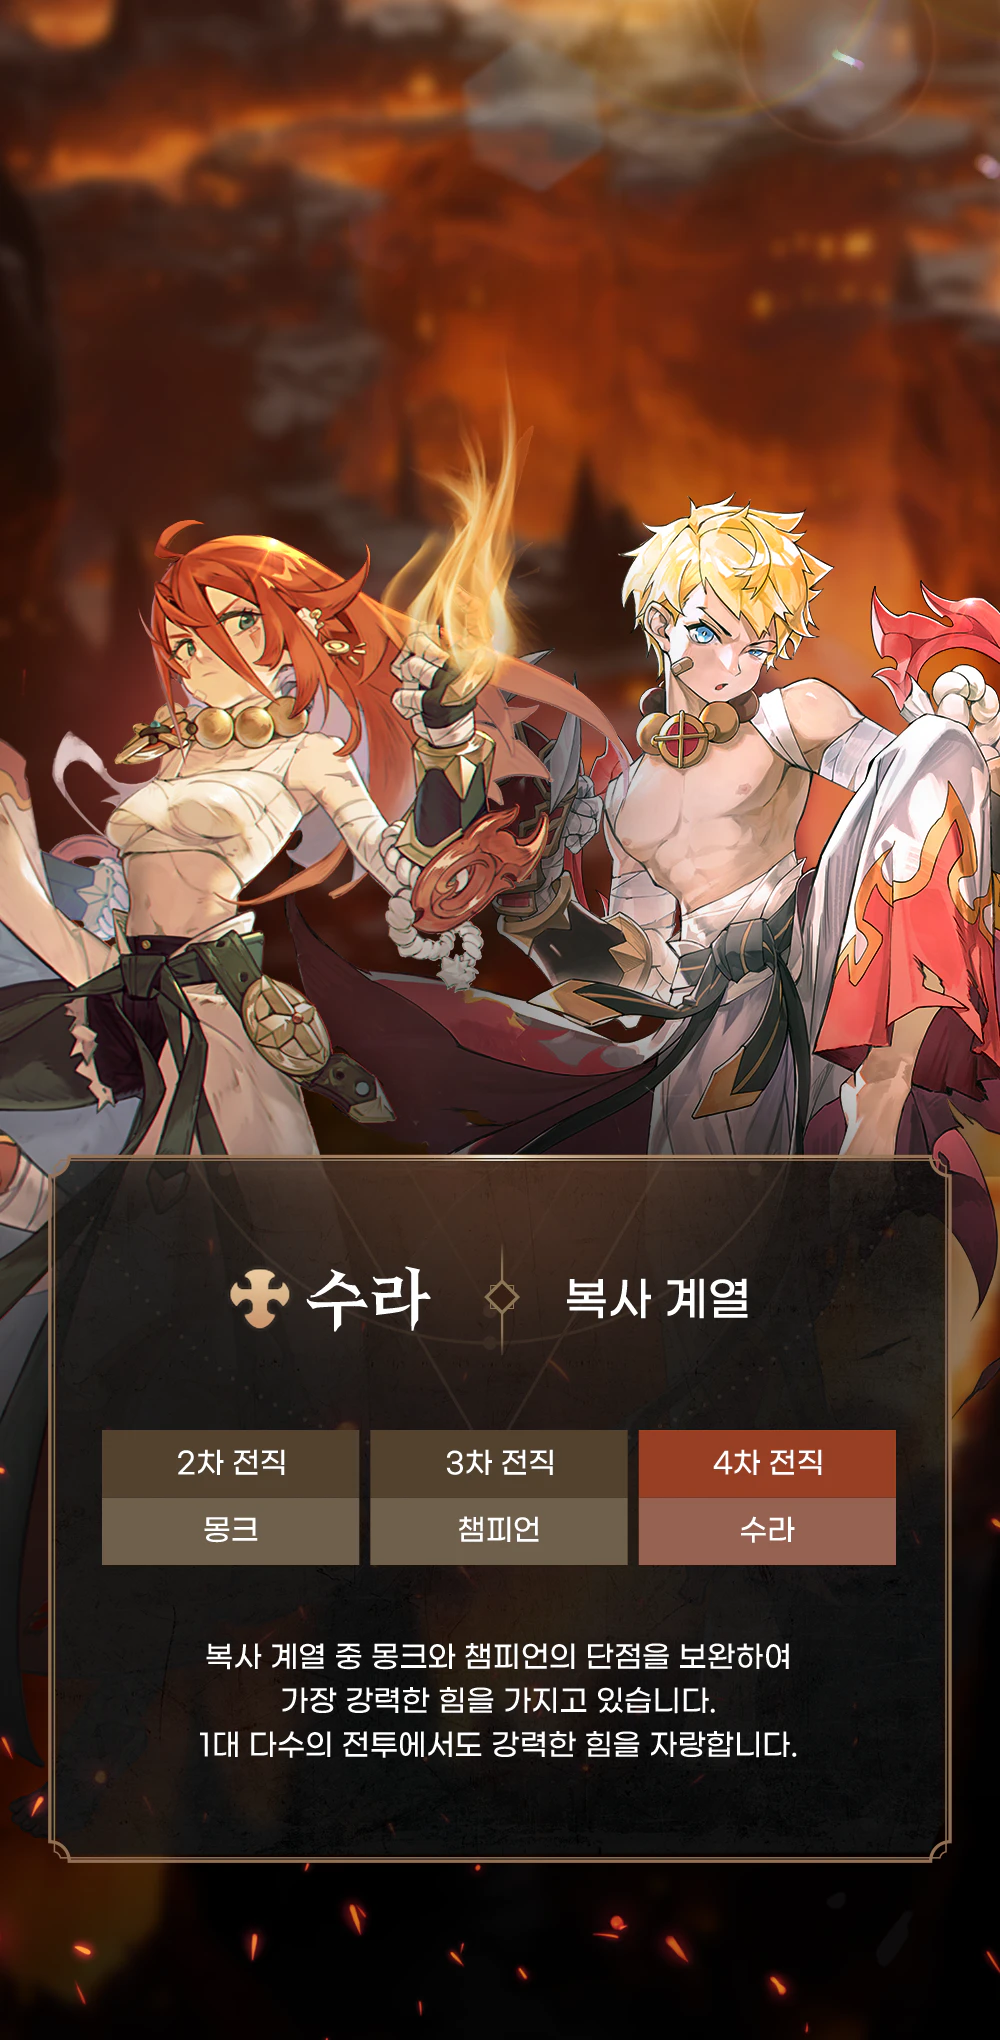 수라 복사 계열
2차 전직 3차 전직 4차 전직
몽크 챔피언 수라
복사 계열 중 몽크와 챔피언의 단점을 보완하여
가장 강력한 힘을 가지고 있습니다.
1대 다수의 전투에서도 강력한 힘을 자랑합니다.